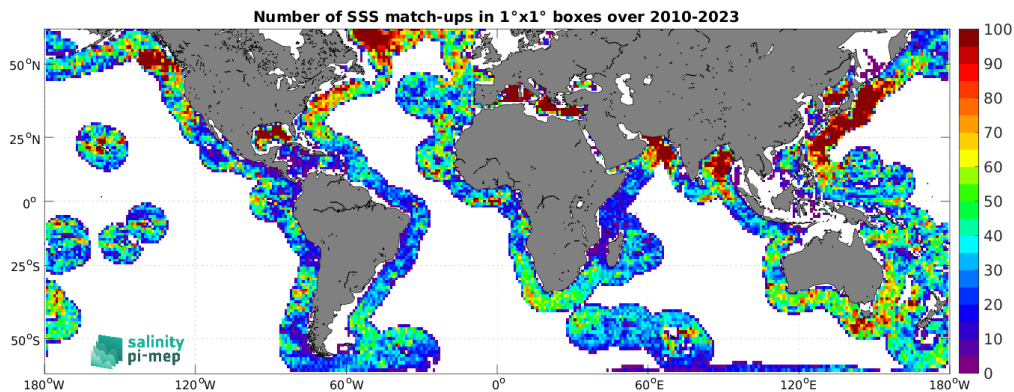 Number of SSS match-ups in 1°x1° boxes over 2010-2023
50°N
25°N
0°
25°S
50°S
180°W
120°W
60°W
0°
60°E
120°E
180°W
100
90
80
70
60
50
40
30
20
10
0
salinity
pi-mep